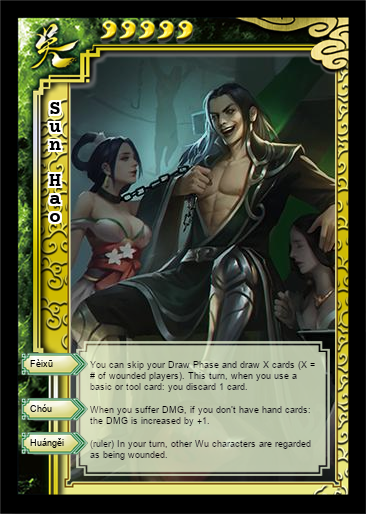 吴
Sun Hao
Fèixū
You can skip your Draw Phase and draw X cards (X =
# of wounded players). This turn, when you use a
basic or tool card: you discard 1 card.
Chóu
When you suffer DMG, if you don't have hand cards:
the DMG is increased by +1.
Huángěi
(ruler) In your turn, other Wu characters are regarded
as being wounded.